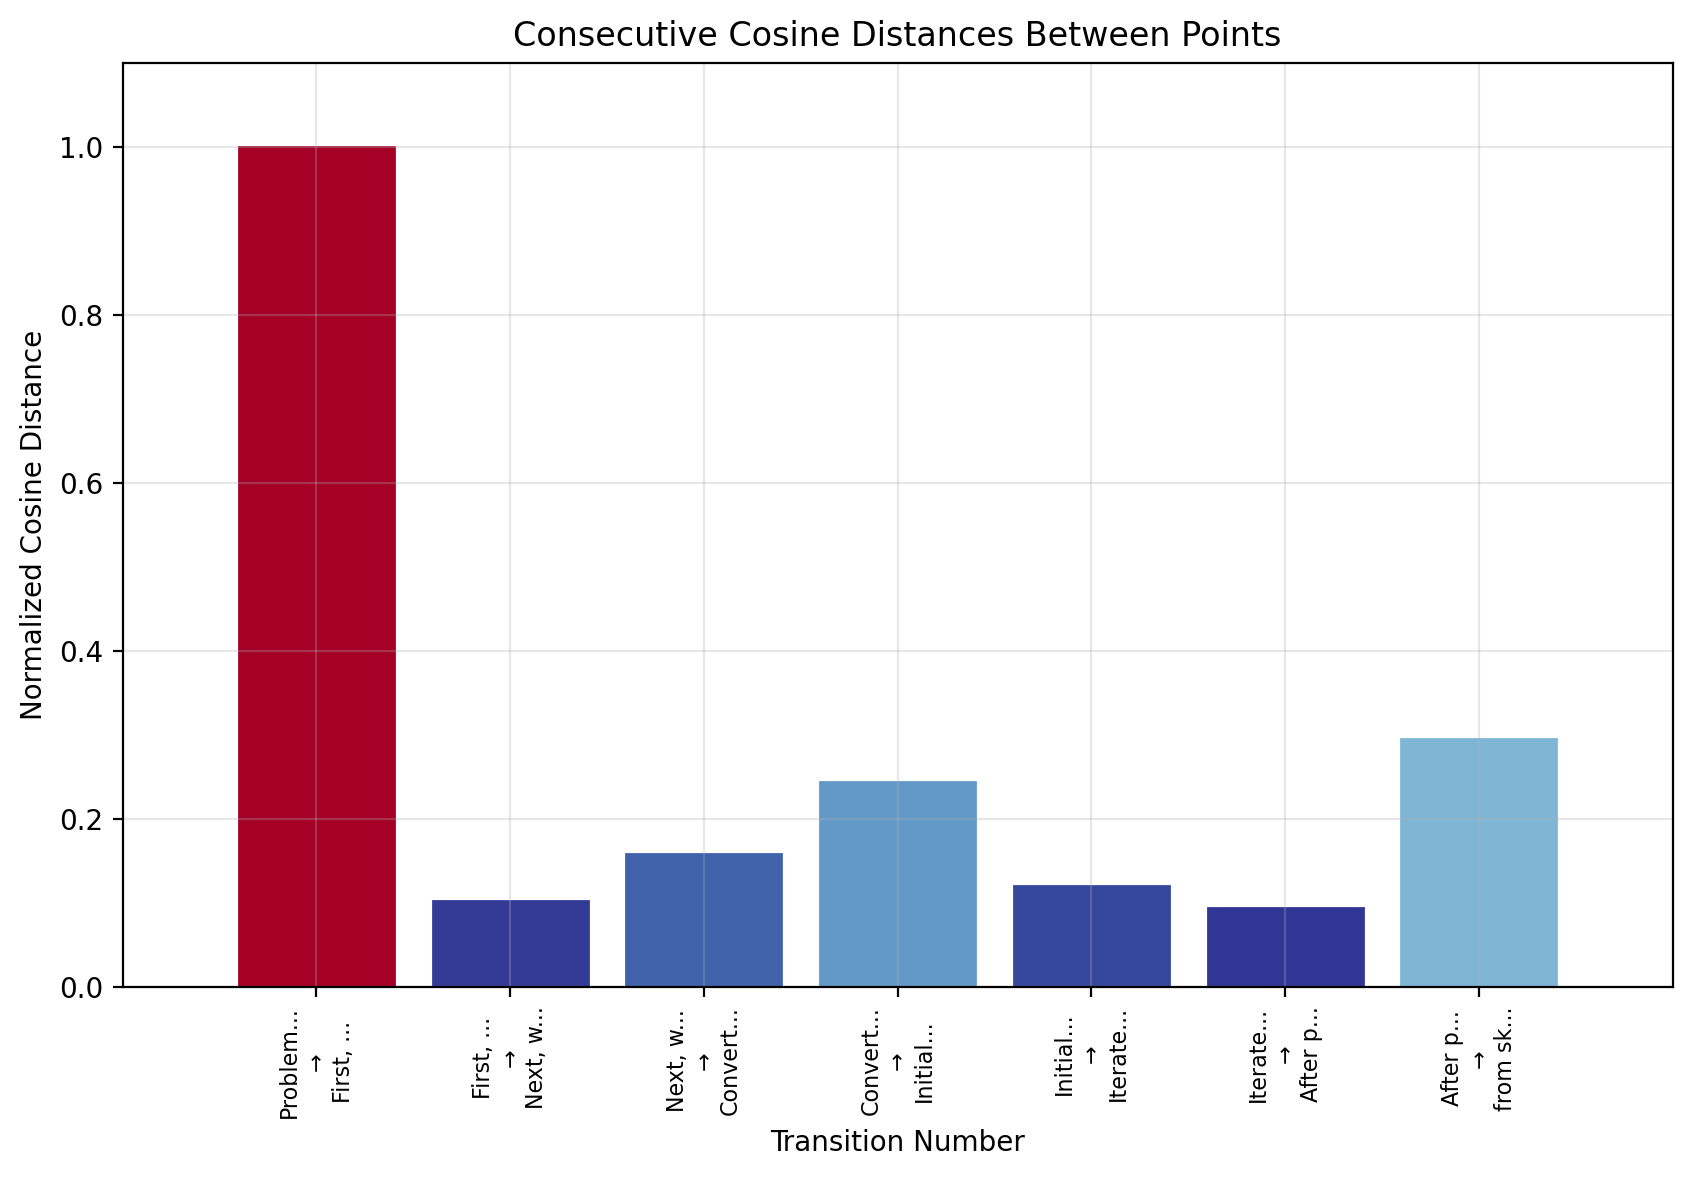 Consecutive Cosine Distances Between Points
Normalized Cosine Distance
1.0
0.8
0.6
0.4
0.2
0.0
Problem...
→
First, ...
First, ...
→
Next, w...
Next, w...
→
Convert...
Convert...
→
Initial...
Initial...
→
Iterate...
Iterate...
→
After p...
After p...
→
from sk...
Transition Number